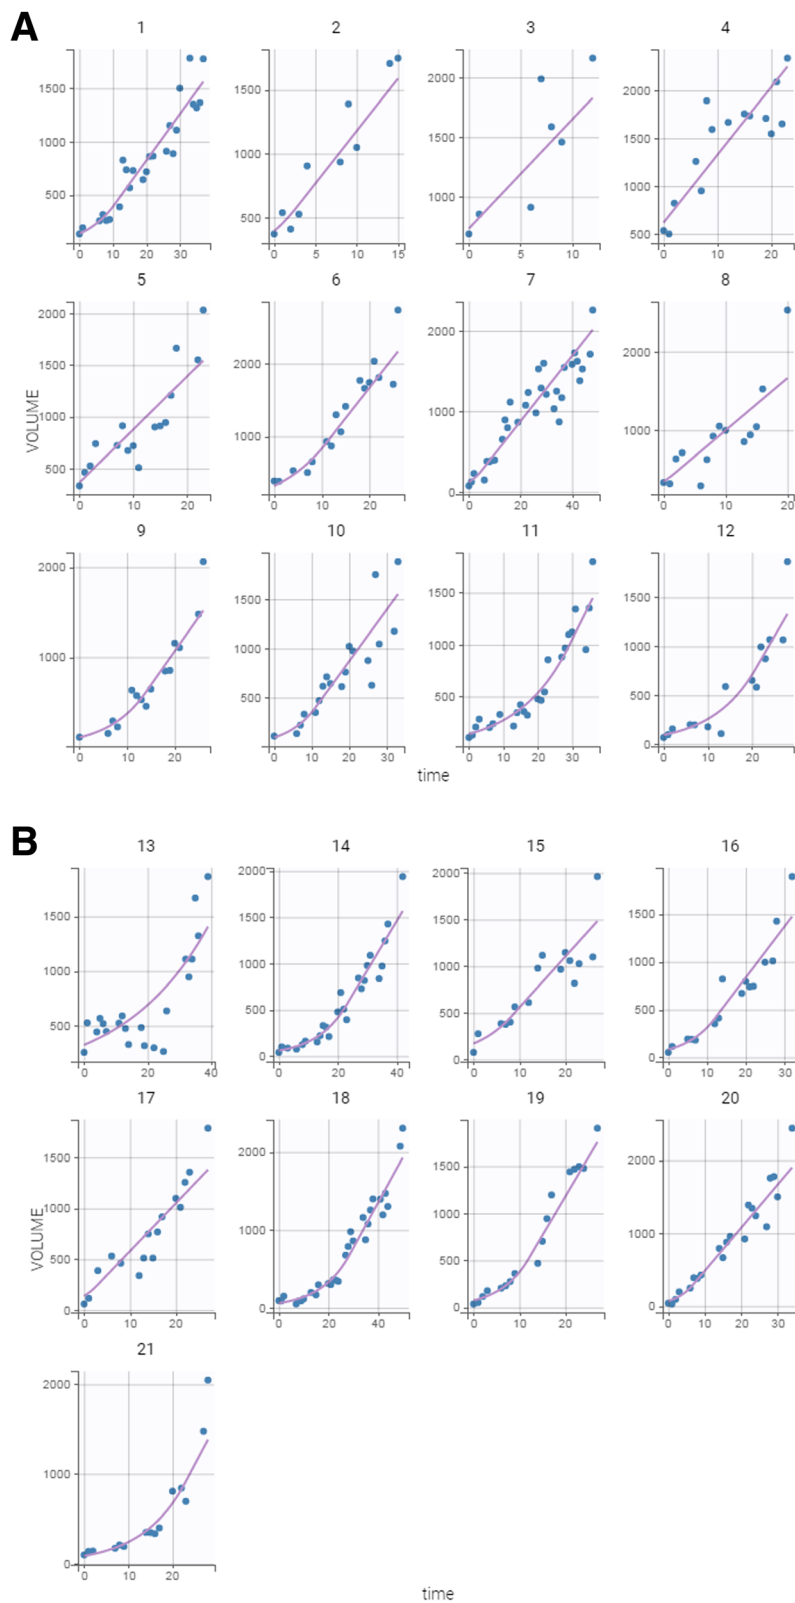 A
1 2 3 4
1500 1000 500 0 10 20 30
1500 1000 500 0 5 10 15
2000 1500 1000 0 5 10
2000 1500 1000 500 0 10 20
5 6 7 8
VOLUME
2000 1500 1000 500 0 10 20
2000 1000 0 10 20
2000 1000 0 0 20 40
2000 1000 0 0 5 10 15 20
9 10 11 12
2000 1000 0 10 20
1500 1000 500 0 10 20 30
1500 1000 500 0 10 20 30
1500 1000 500 0 0 10 20
time
B
13 14 15 16
1500 1000 500 0 20 40
2000 1500 1000 500 0 0 20 40
2000 1500 1000 500 0 0 10 20
1500 1000 500 0 0 10 20 30
17 18 19 20
VOLUME
1500 1000 500 0 0 10 20
2000 1000 0 0 20 40
1500 1000 500 0 0 10 20
2000 1000 0 0 10 20 30
21
2000 1000 0 0 10 20
time